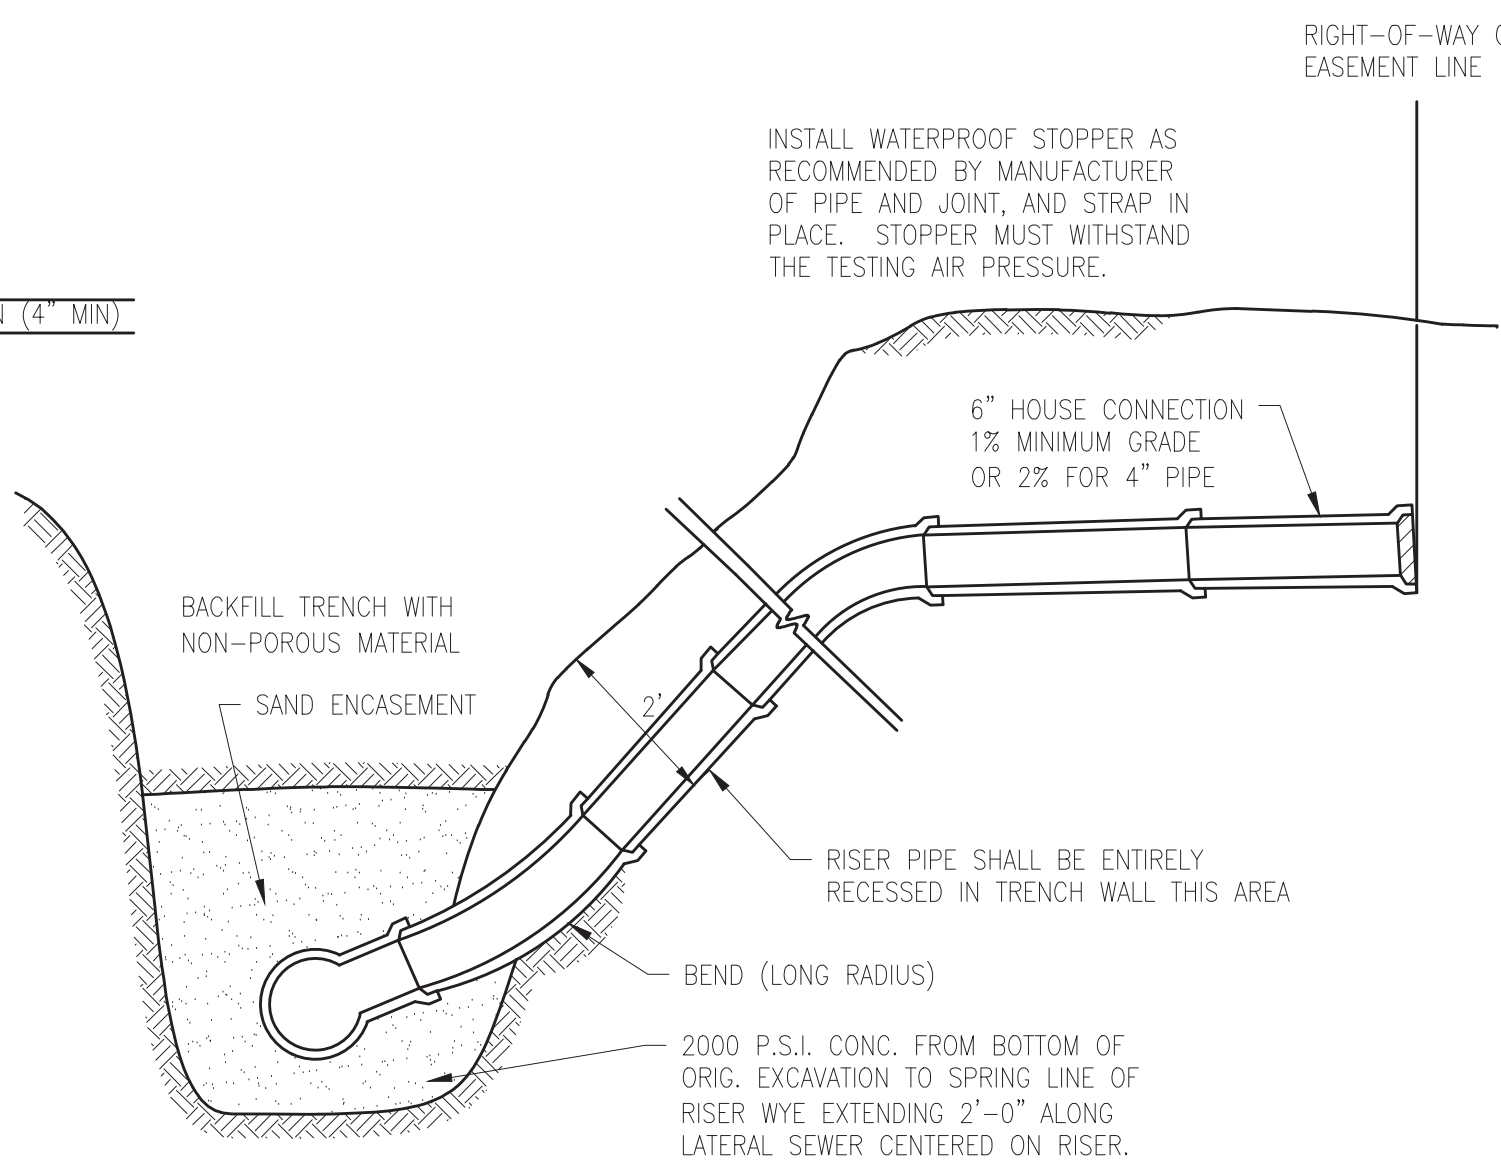 RIGHT-OF-WAY
EASEMENT LINE
INSTALL WATERPROOF STOPPER AS
RECOMMENDED BY MANUFACTURER
OF PIPE AND JOINT, AND STRAP IN
PLACE. STOPPER MUST WITHSTAND
THE TESTING AIR PRESSURE.
(4" MIN)
6" HOUSE CONNECTION
1% MINIMUM GRADE
OR 2% FOR 4" PIPE
BACKFILL TRENCH WITH
NON-POROUS MATERIAL
SAND ENCASEMENT
2'
RISER PIPE SHALL BE ENTIRELY
RECESSED IN TRENCH WALL THIS AREA
BEND (LONG RADIUS)
2000 P.S.I. CONC. FROM BOTTOM OF
ORIG. EXCAVATION TO SPRING LINE OF
RISER WYE EXTENDING 2'-0" ALONG
LATERAL SEWER CENTERED ON RISER.